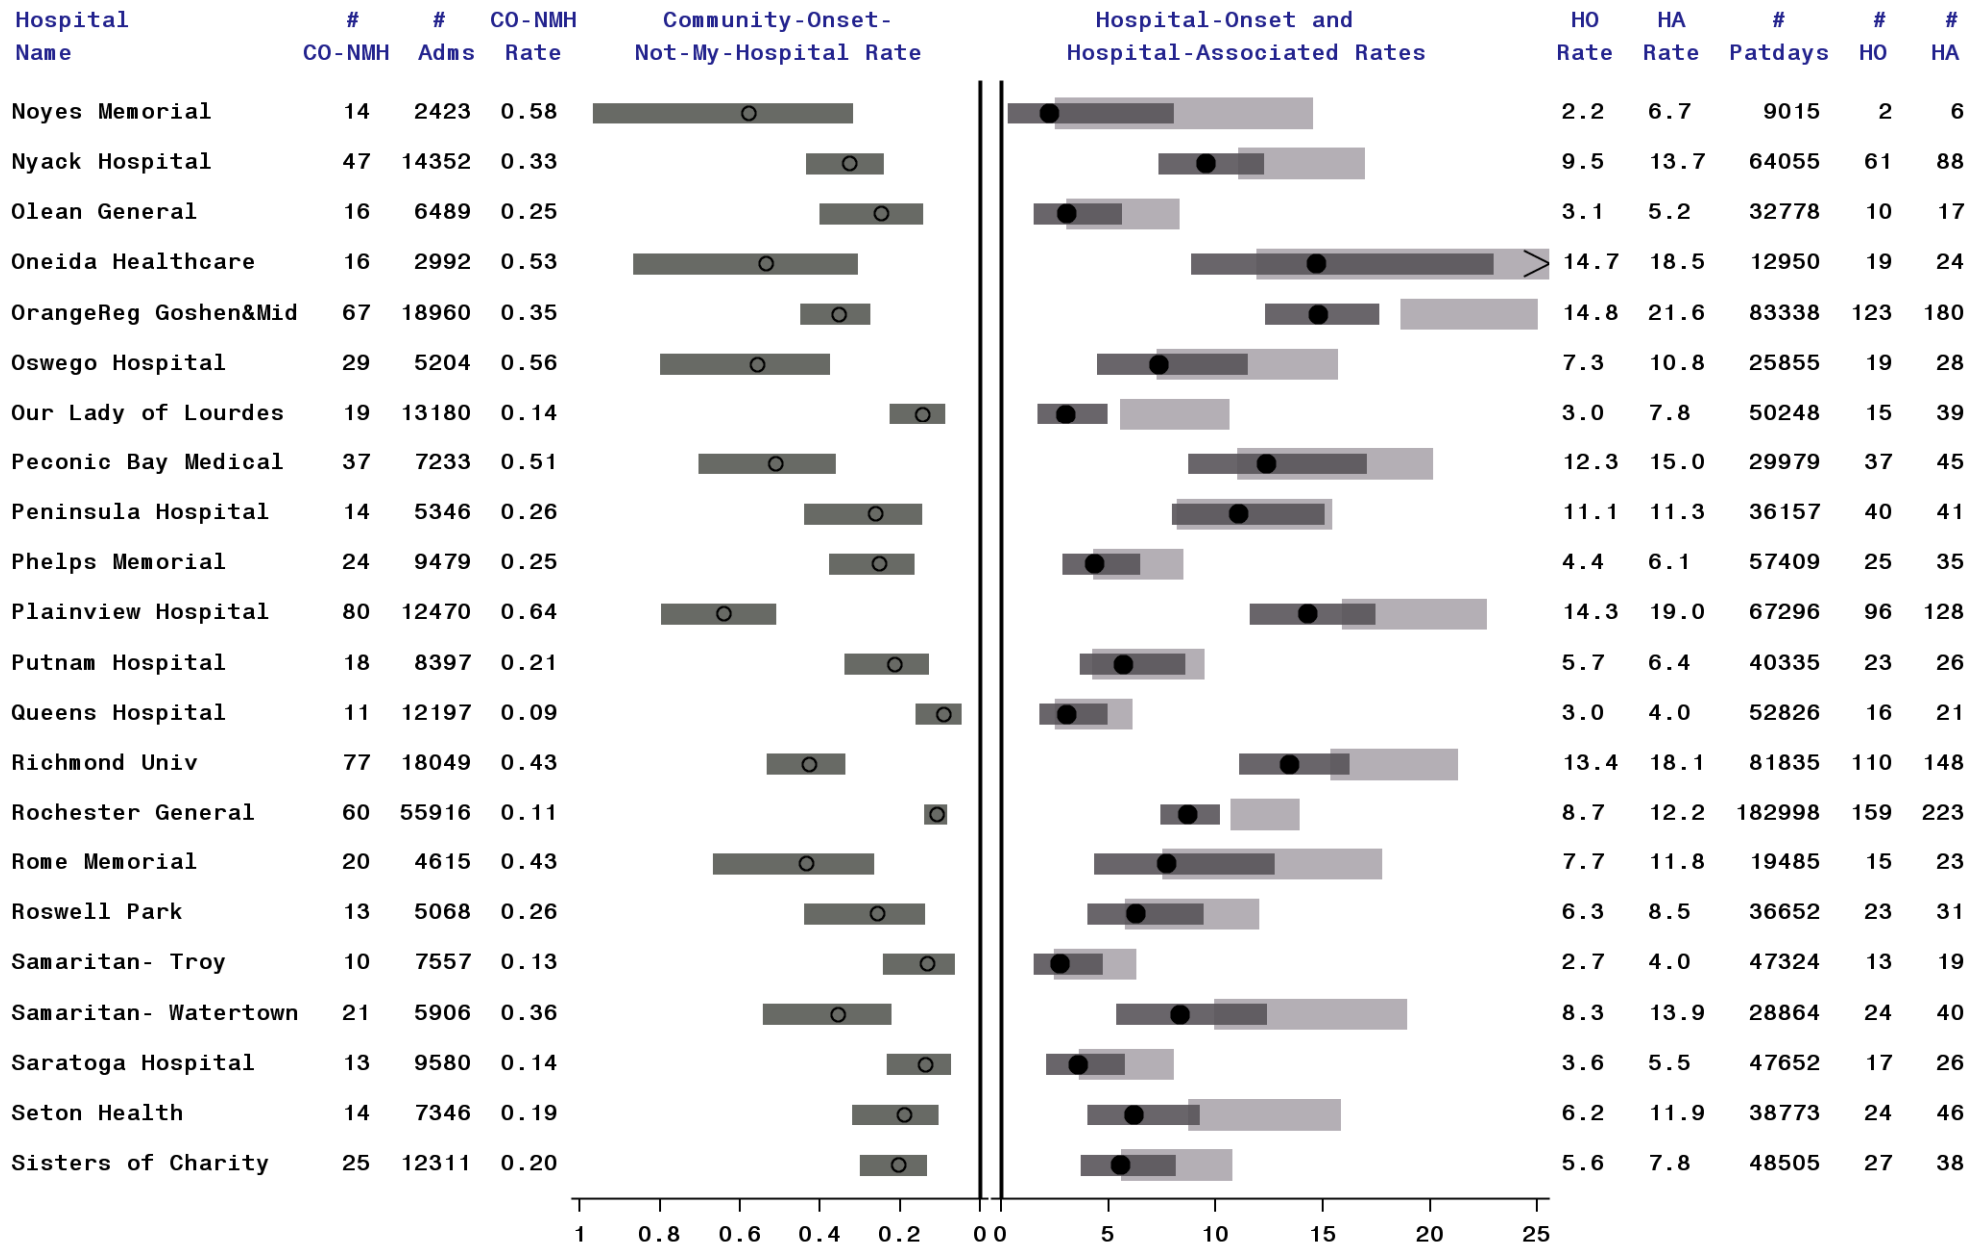 Hospital # # CO-NMH Community-Onset- Hospital-Onset and HO HA # # #
Name CO-NMH Adms Rate Not-My-Hospital Rate Hospital-Associated Rates Rate Rate Patdays HO HA
Noyes Memorial 14 2423 0.58 2.2 6.7 9015 2 6
Nyack Hospital 47 14352 0.33 9.5 13.7 64055 61 88
Olean General 16 6489 0.25 3.1 5.2 32778 10 17
Oneida Healthcare 16 2992 0.53 > 14.7 18.5 12950 19 24
OrangeReg Goshen&Mid 67 18960 0.35 14.8 21.6 83338 123 180
Oswego Hospital 29 5204 0.56 7.3 10.8 25855 19 28
Our Lady of Lourdes 19 13180 0.14 3.0 7.8 50248 15 39
Peconic Bay Medical 37 7233 0.51 12.3 15.0 29979 37 45
Peninsula Hospital 14 5346 0.26 11.1 11.3 36157 40 41
Phelps Memorial 24 9479 0.25 4.4 6.1 57409 25 35
Plainview Hospital 80 12470 0.64 14.3 19.0 67296 96 128
Putnam Hospital 18 8397 0.21 5.7 6.4 40335 23 26
Queens Hospital 11 12197 0.09 3.0 4.0 52826 16 21
Richmond Univ 77 18049 0.43 13.4 18.1 81835 110 148
Rochester General 60 55916 0.11 8.7 12.2 182998 159 223
Rome Memorial 20 4615 0.43 7.7 11.8 19485 15 23
Roswell Park 13 5068 0.26 6.3 8.5 36652 23 31
Samaritan- Troy 10 7557 0.13 2.7 4.0 47324 13 19
Samaritan- Watertown 21 5906 0.36 8.3 13.9 28864 24 40
Saratoga Hospital 13 9580 0.14 3.6 5.5 47652 17 26
Seton Health 14 7346 0.19 6.2 11.9 38773 24 46
Sisters of Charity 25 12311 0.20 5.6 7.8 48505 27 38
1 0.8 0.6 0.4 0.2 0 0 5 10 15 20 25